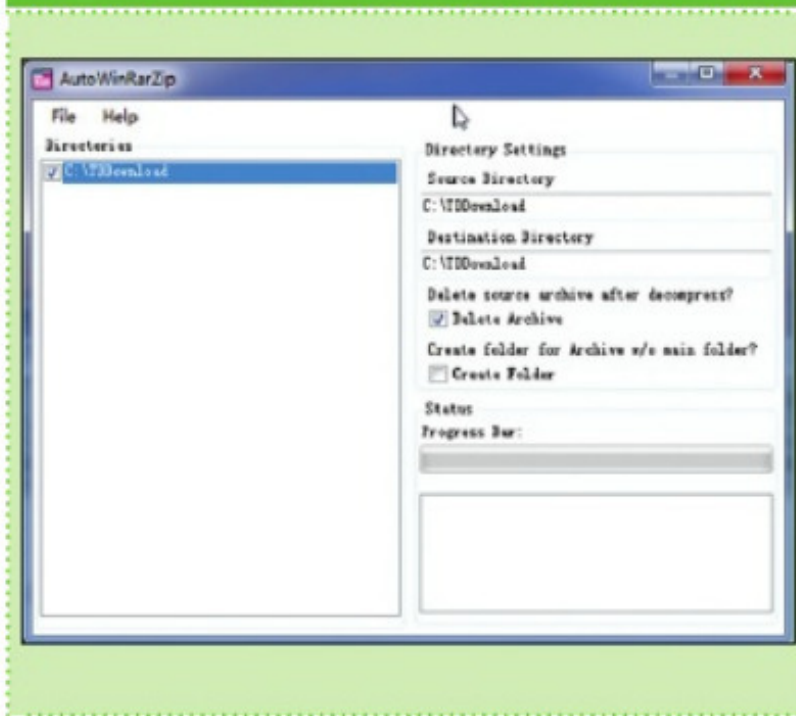 AutoWinRarZip
File Help
Directories
C:\TDDownload
Directory Settings
Source Directory
C:\TDDownload
Destination Directory
C:\TDDownload
Delete source archive after decompress?
Delete Archive
Create folder for Archive w/o main folder?
Create Folder
Status
Progress Bar: